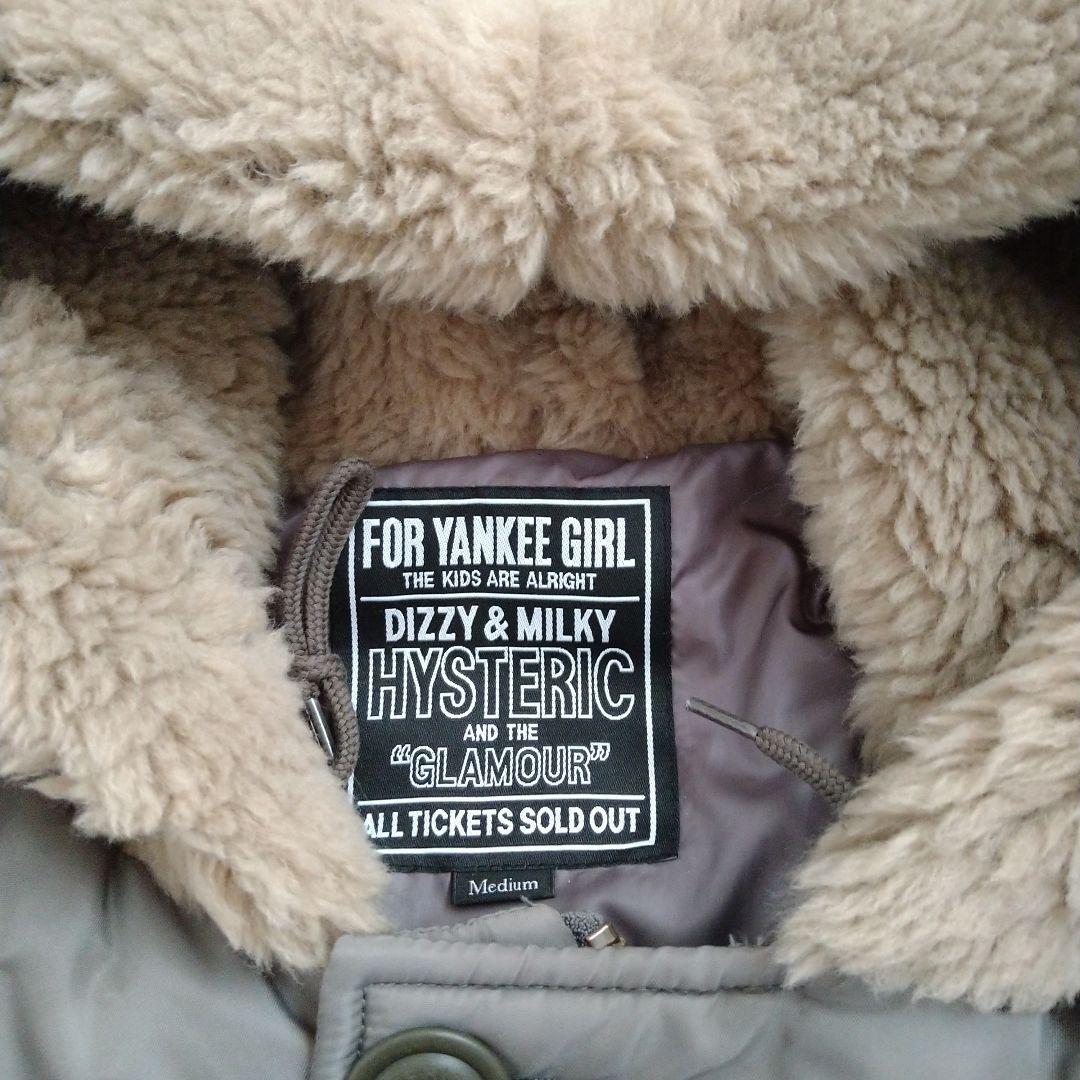 FOR YANKEE GIRL
THE KIDS ARE ALRIGHT
DIZZY & MILKY
HYSTERIC
AND THE
“GLAMOUR”
ALL TICKETS SOLD OUT
Medium